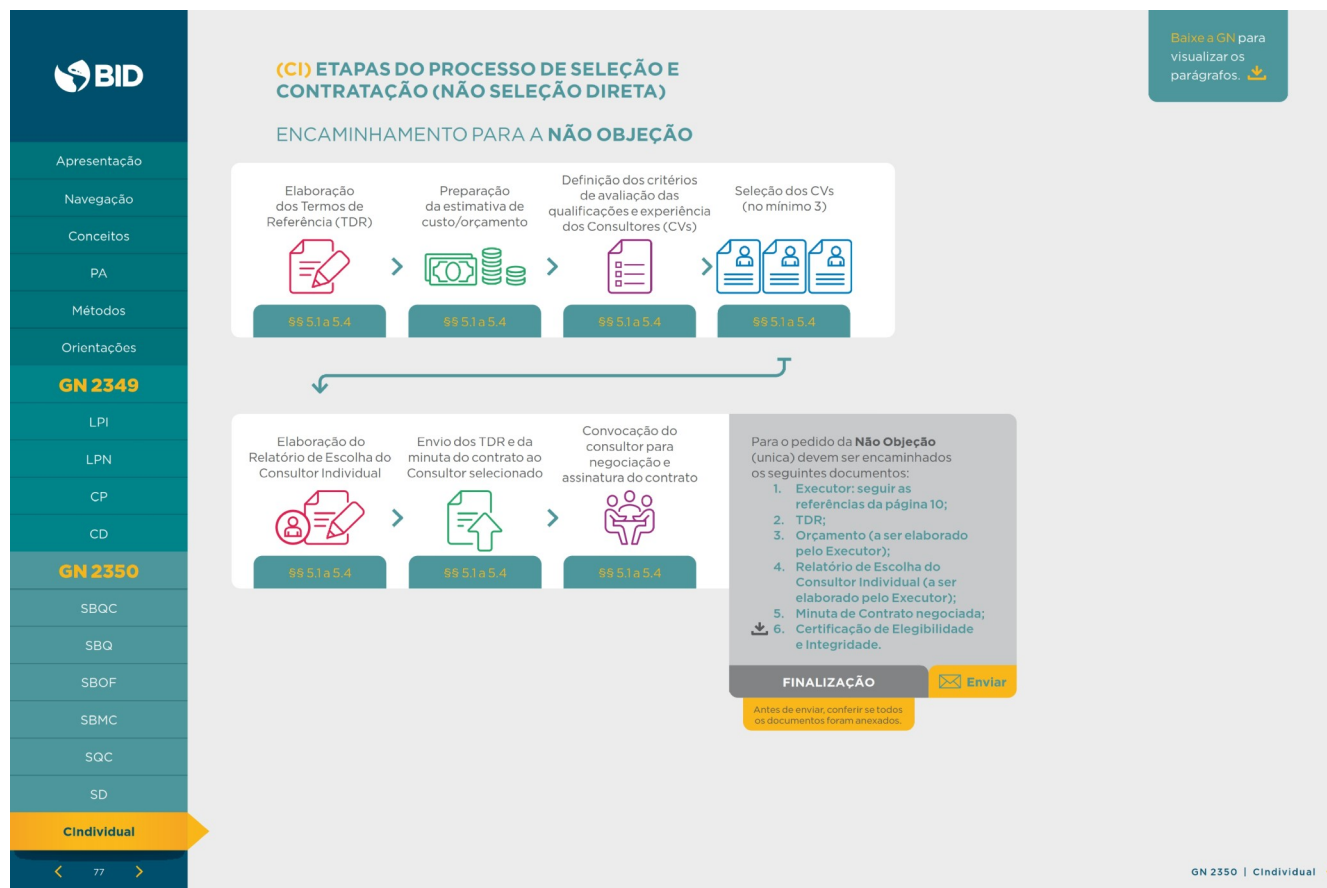 BID
Apresentação
Navegação
Conceitos
PA
Métodos
Orientações
GN 2349
LPI
LPN
CP
CD
GN 2350
SBQC
SBQ
SBOF
SBMC
SQC
SD
CIndividual
77
Baixe a GN para
visualizar os
parágrafos.
(CI) ETAPAS DO PROCESSO DE SELEÇÃO E
CONTRATAÇÃO (NÃO SELEÇÃO DIRETA)
ENCAMINHAMENTO PARA A NÃO OBJEÇÃO
Elaboração
dos Termos de
Referência (TDR)
§§ 5.1 a 5.4
Preparação
da estimativa de
custo/orçamento
§§ 5.1 a 5.4
Definição dos critérios
de avaliação das
qualificações e experiência
dos Consultores (CVs)
§§ 5.1 a 5.4
Seleção dos CVs
(no mínimo 3)
§§ 5.1 a 5.4
Elaboração do
Relatório de Escolha do
Consultor Individual
§§ 5.1 a 5.4
Envio dos TDR e da
minuta do contrato ao
Consultor selecionado
§§ 5.1 a 5.4
Convocação do
consultor para
negociação e
assinatura do contrato
§§ 5.1 a 5.4
Para o pedido da Não Objeção
(unica) devem ser encaminhados
os seguintes documentos:
1. Executor: seguir as
referências da página 10;
2. TDR;
3. Orçamento (a ser elaborado
pelo Executor);
4. Relatório de Escolha do
Consultor Individual (a ser
elaborado pelo Executor);
5. Minuta de Contrato negociada;
6. Certificação de Elegibilidade
e Integridade.
FINALIZAÇÃO
Enviar
Antes de enviar, conferir se todos
os documentos foram anexados.
GN 2350 | CIndividual